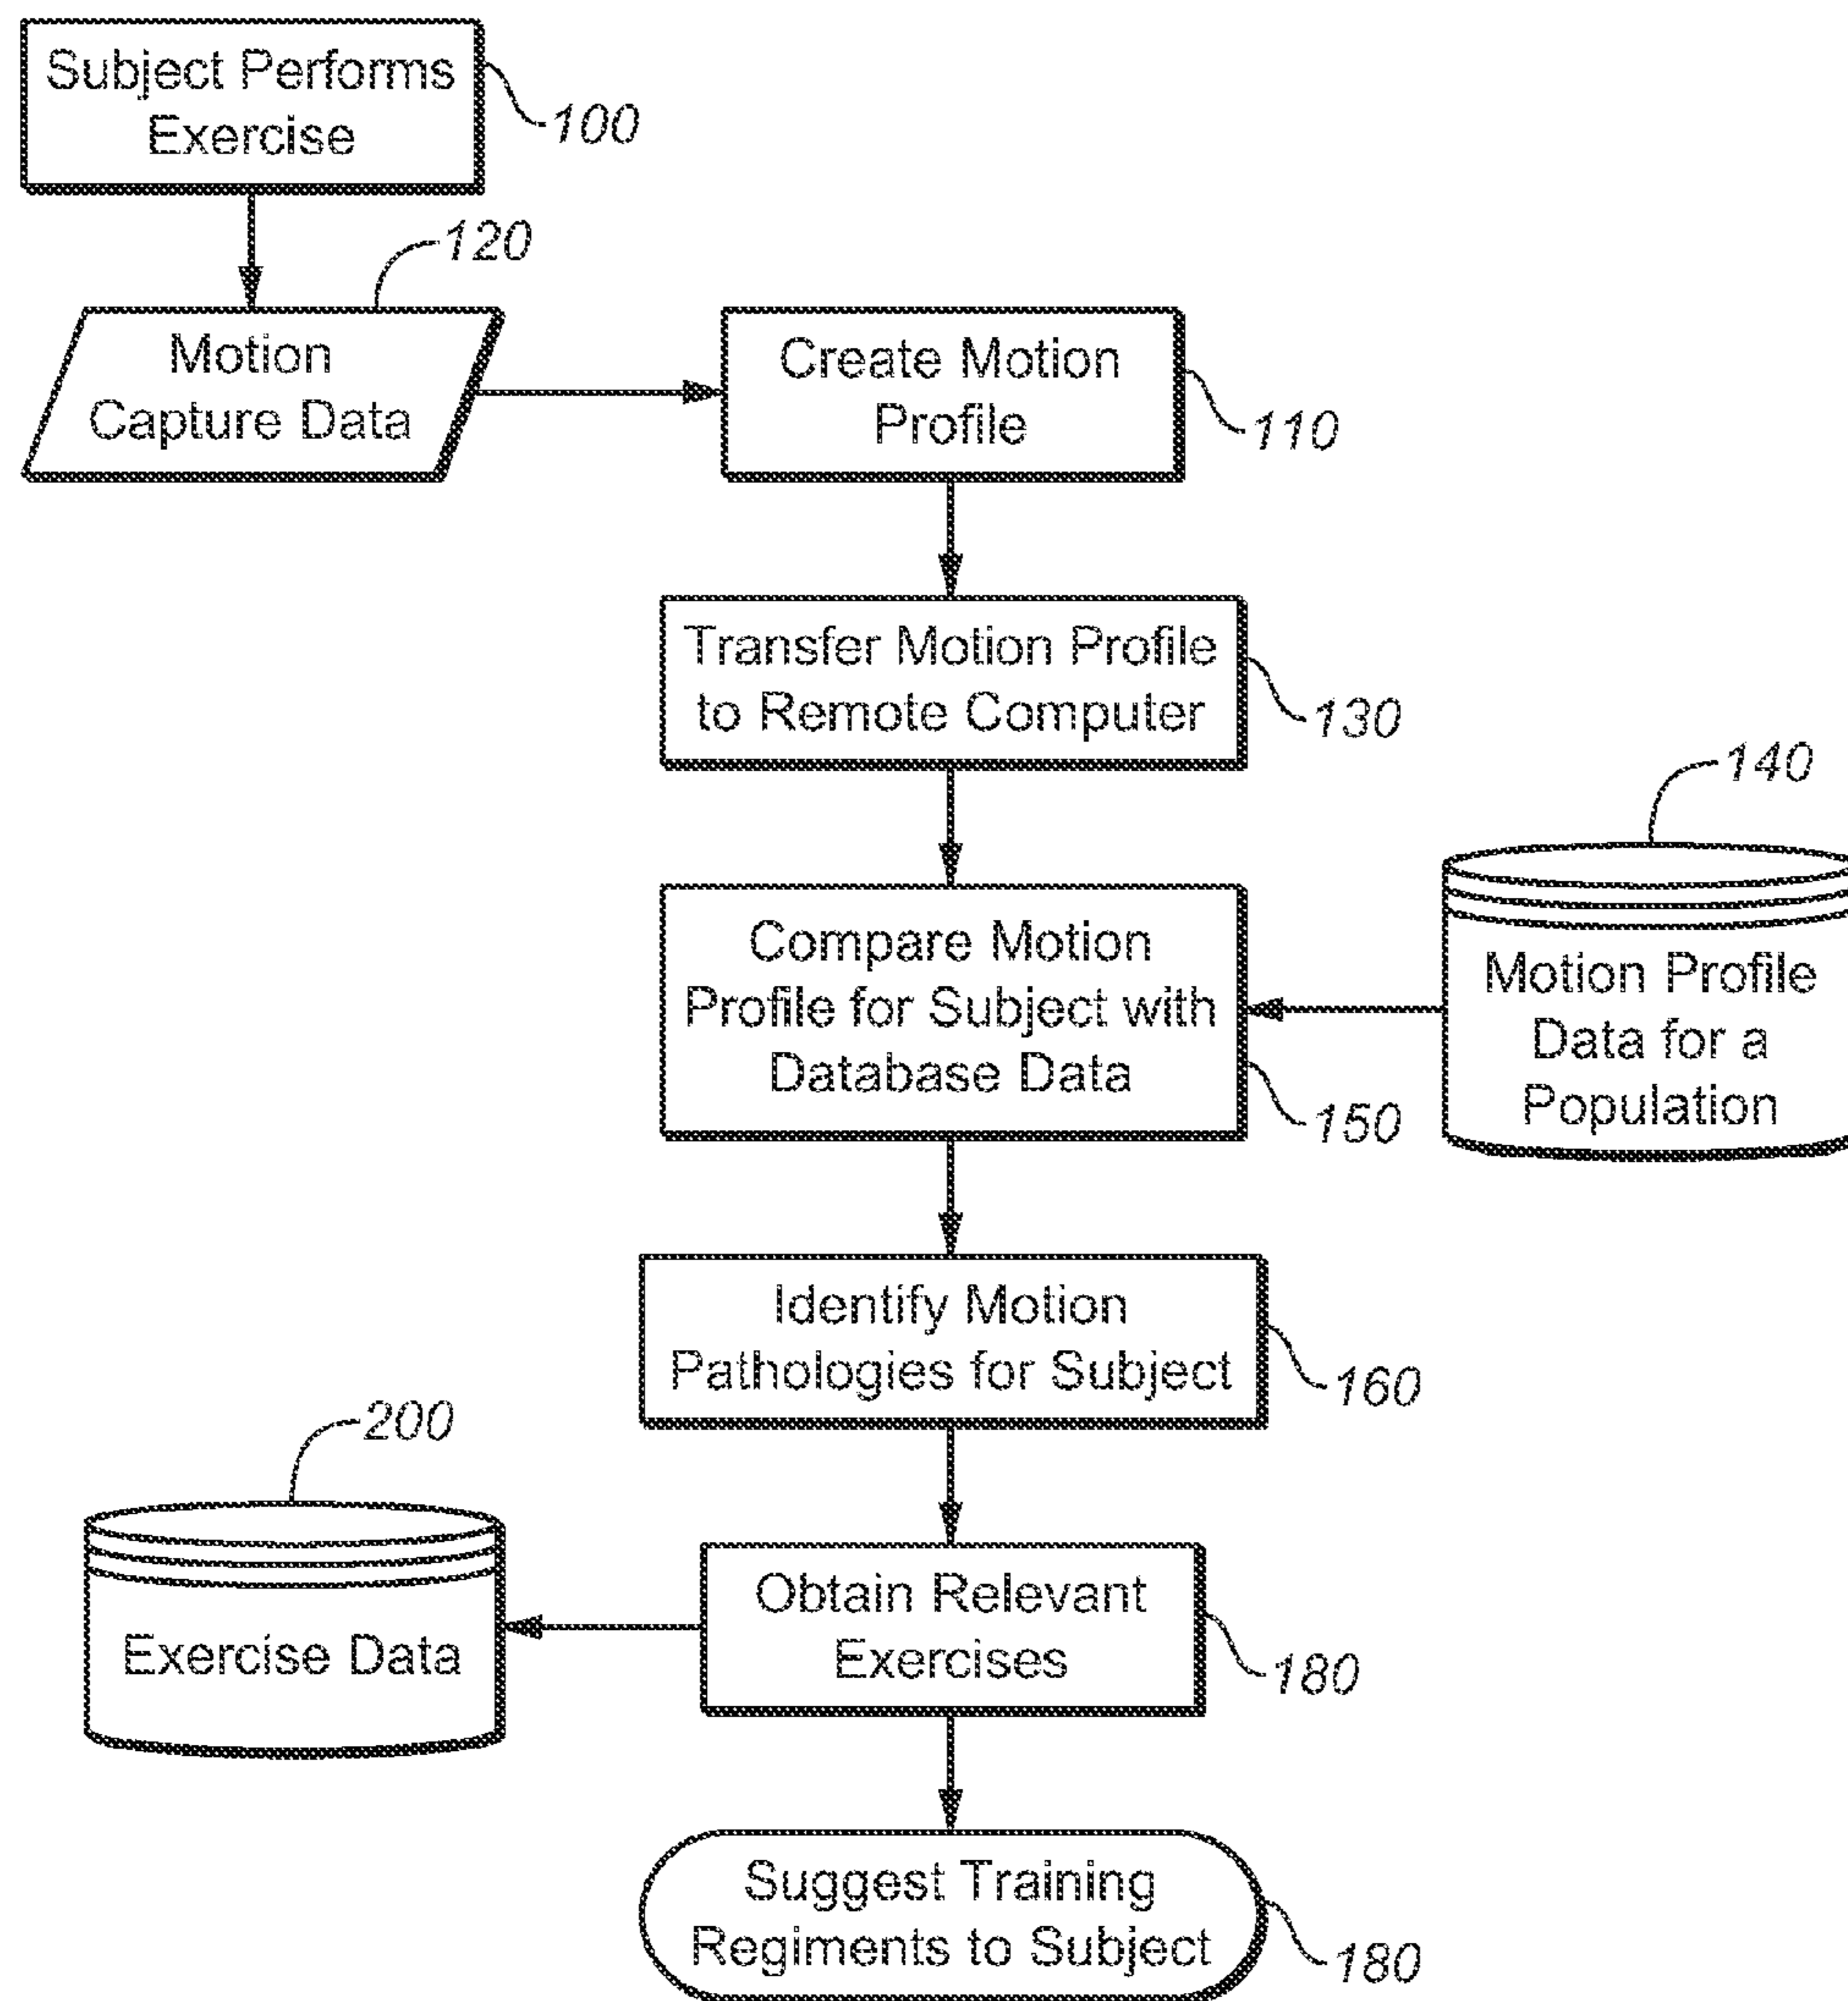 Subject Performs
Exercise
100
120
Motion
Capture Data
Create Motion
Profile
110
Transfer Motion Profile
to Remote Computer
130
140
Compare Motion
Profile for Subject with
Database Data
150
Motion Profile
Data for a
Population
Identify Motion
Pathologies for Subject
160
200
Exercise Data
Obtain Relevant
Exercises
180
Suggest Training
Regiments to Subject
180